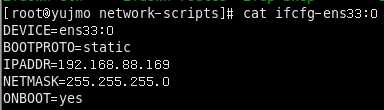 [root@yujmo network-scripts]# cat ifcfg-ens33:0
DEVICE=ens33:0
BOOTPROTO=static
IPADDR=192.168.88.169
NETMASK=255.255.255.0
ONBOOT=yes